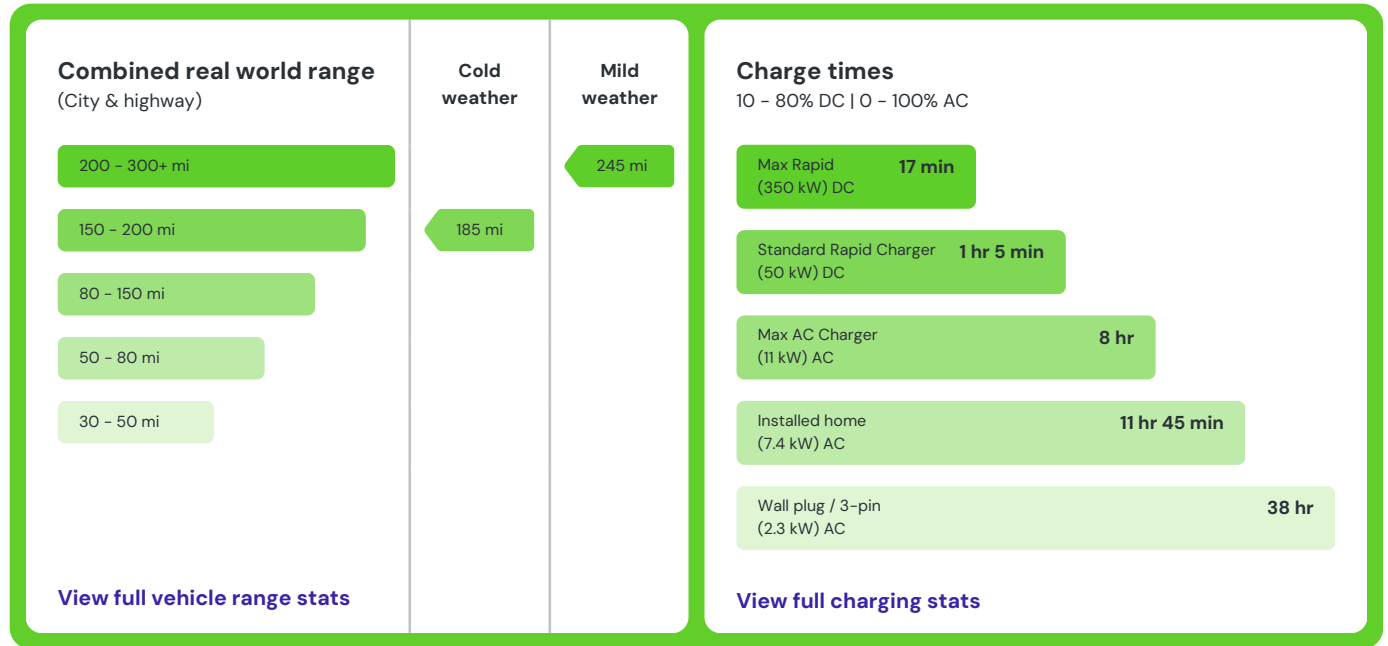 Combined real world range
(City & highway)
Cold
weather
Mild
weather
200 - 300+ mi
245 mi
150 - 200 mi
185 mi
80 - 150 mi
50 - 80 mi
30 - 50 mi
View full vehicle range stats
Charge times
10 - 80% DC | 0 - 100% AC
Max Rapid
(350 kW) DC
17 min
Standard Rapid Charger
(50 kW) DC
1 hr 5 min
Max AC Charger
(11 kW) AC
8 hr
Installed home
(7.4 kW) AC
11 hr 45 min
Wall plug / 3-pin
(2.3 kW) AC
38 hr
View full charging stats